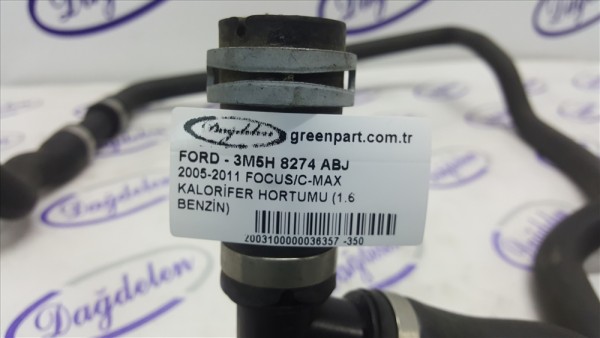 Dağdelen
Dağdelen greenpart.com.tr
FORD - 3M5H 8274 ABJ
2005-2011 FOCUS/C-MAX
KALORİFER HORTUMU (1.6
BENZİN)
2003100000036357 -350
Dağdelen
Dağdelen